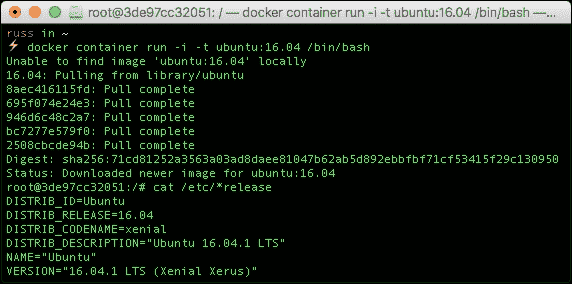 root@3de97cc32051: / — docker container run -i -t ubuntu:16.04 /bin/bash —...
russ in ~
⚡ docker container run -i -t ubuntu:16.04 /bin/bash
Unable to find image 'ubuntu:16.04' locally
16.04: Pulling from library/ubuntu
8aec416115fd: Pull complete
695f074e24e3: Pull complete
946d6c48c2a7: Pull complete
bc7277e579f0: Pull complete
2508cbcde94b: Pull complete
Digest: sha256:71cd81252a3563a03ad8daee81047b62ab5d892ebbfbf71cf53415f29c130950
Status: Downloaded newer image for ubuntu:16.04
root@3de97cc32051:/# cat /etc/*release
DISTRIB_ID=Ubuntu
DISTRIB_RELEASE=16.04
DISTRIB_CODENAME=xenial
DISTRIB_DESCRIPTION="Ubuntu 16.04.1 LTS"
NAME="Ubuntu"
VERSION="16.04.1 LTS (Xenial Xerus)"